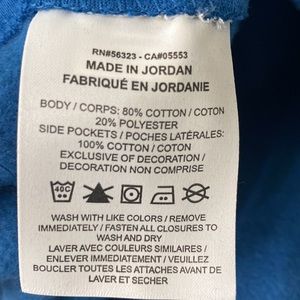 RN#56323 - CA#05553
MADE IN JORDAN
FABRIQUÉ EN JORDANIE
BODY / CORPS: 80% COTTON / COTON
20% POLYESTER
SIDE POCKETS / POCHES LATÉRALES:
100% COTTON / COTON
EXCLUSIVE OF DECORATION /
DECORATION NON COMPRISE
40C
WASH WITH LIKE COLORS / REMOVE
IMMEDIATELY / FASTEN ALL CLOSURES TO
WASH AND DRY
LAVER AVEC COULEURS SIMILAIRES /
ENLEVER IMMEDIATEMENT / VEUILLEZ
BOUCLER TOUTES LES ATTACHES AVANT DE
LAVER ET DE SECHER